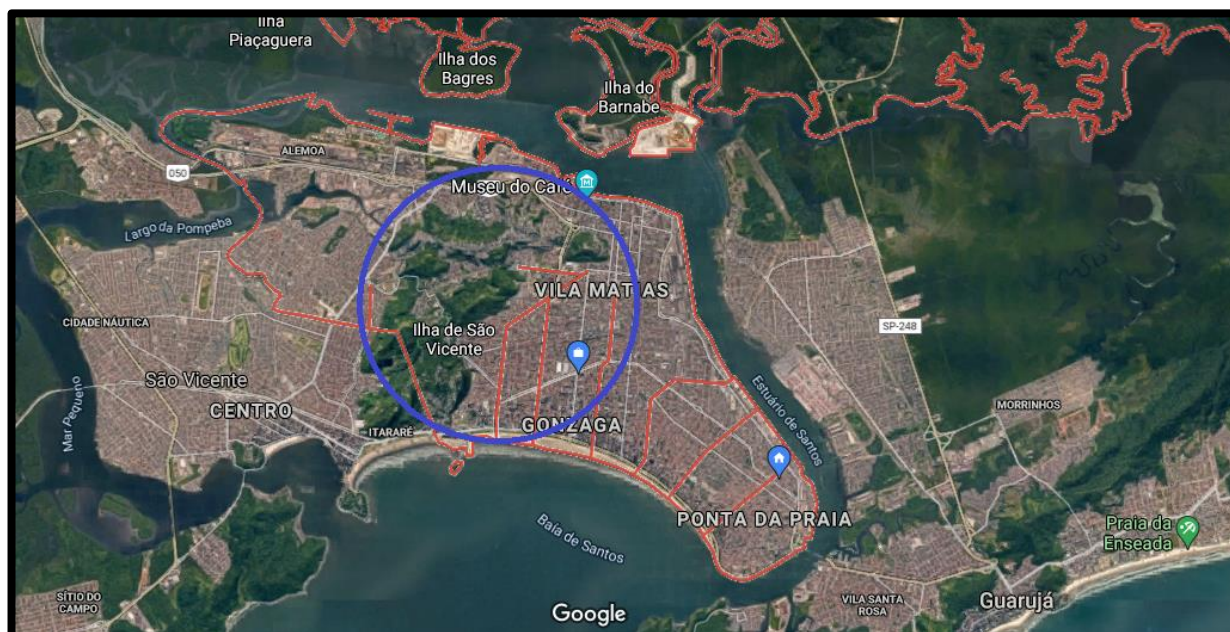 Ilha
Piaçaguera
Ilha dos
Bagres
Ilha do
Barnabe
ALEMOA
050
Museu do Café
Largo da Pompeba
VILA MATIAS
CIDADE NÁUTICA
Ilha de São
Vicente
SP-248
São Vicente
CENTRO
Mar Pequeno
ITARARÉ
GONZAGA
Estuário de Santos
MORRINHOS
PONTA DA PRAIA
Baía de Santos
Praia da
Enseada
SÍTIO DO
CAMPO
Google
VILA SANTA
ROSA
Guarujá